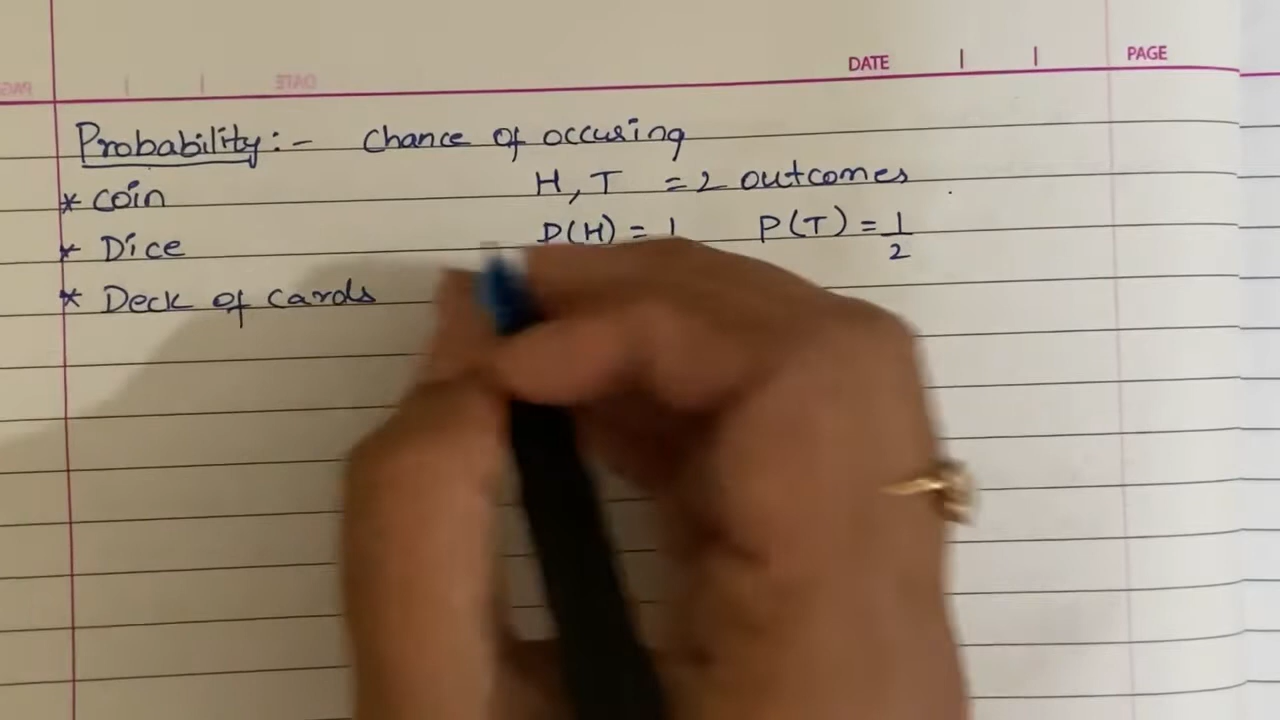 DATE PAGE
Probability :- Chance of occuring
* coin H, T = 2 outcomes
* Dice P(H) = 1 P(T) = 1/2
* Deck of cards